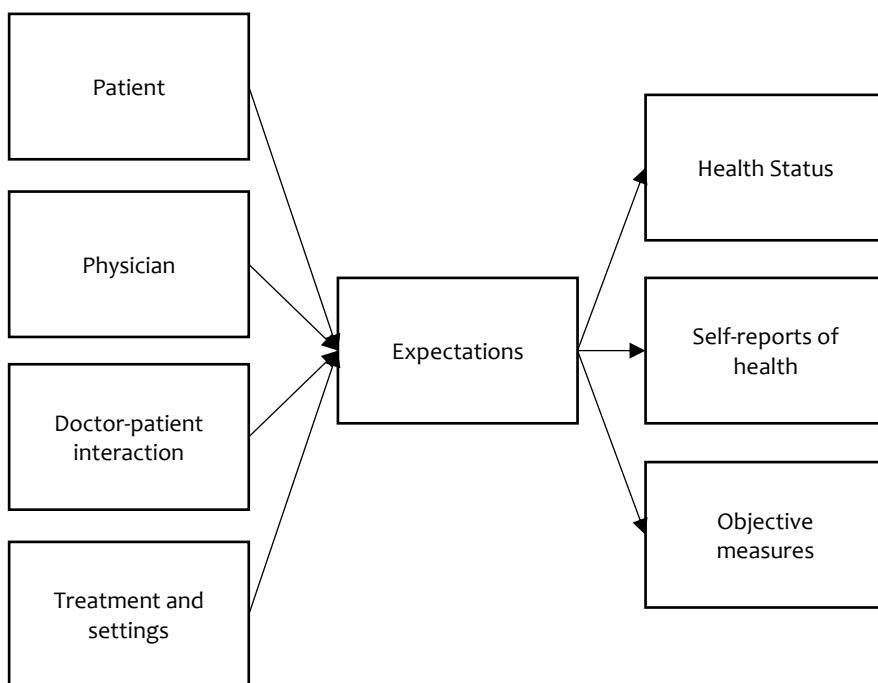 Patient
Physician
Doctor-patient
interaction
Treatment and
settings
Expectations
Health Status
Self-reports of
health
Objective
measures